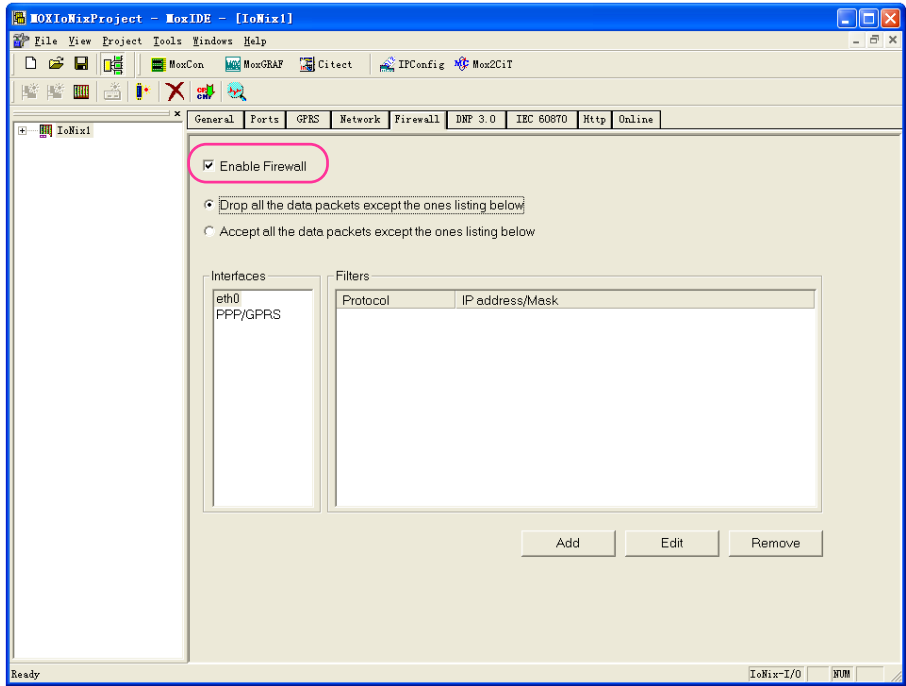 MOXIoNixProject - MoxIDE - [IoNix1]
File View Project Tools Windows Help
MoxCon MoxGRAF Citect IPConfig Mox2CiT
IoNix1
General Ports GPRS Network Firewall DNP 3.0 IEC 60870 Http Online
Enable Firewall
Drop all the data packets except the ones listing below
Accept all the data packets except the ones listing below
Interfaces Filters
eth0 Protocol IP address/Mask
PPP/GPRS
Add Edit Remove
Ready IoNix-I/O NUM